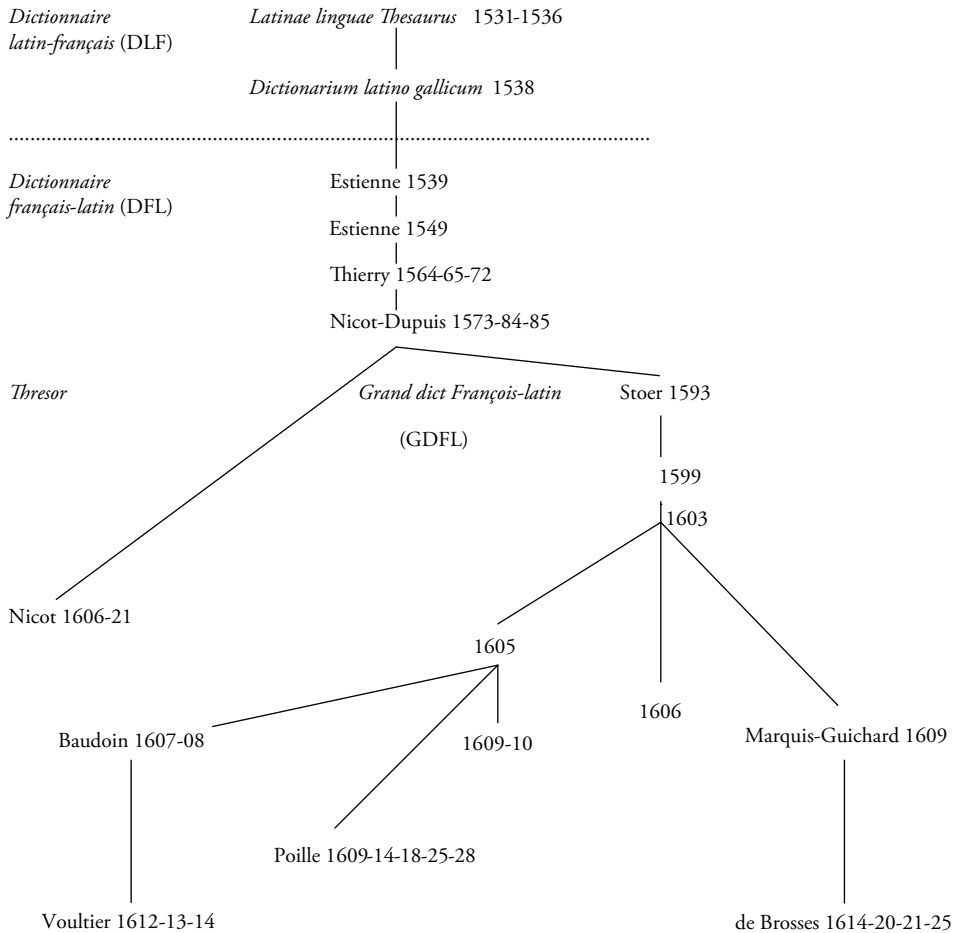 Dictionnaire
latin-français (DLF)
Latinae linguae Thesaurus 1531-1536
Dictionarium latino gallicum 1538
Dictionnaire
français-latin (DFL)
Estienne 1539
Estienne 1549
Thierry 1564-65-72
Nicot-Dupuis 1573-84-85
Thresor
Grand dict François-latin
(GDFL)
Stoer 1593
1599
1603
Nicot 1606-21
1605
1606
Baudoin 1607-08
1609-10
Marquis-Guichard 1609
Poille 1609-14-18-25-28
Voultier 1612-13-14
de Brosses 1614-20-21-25